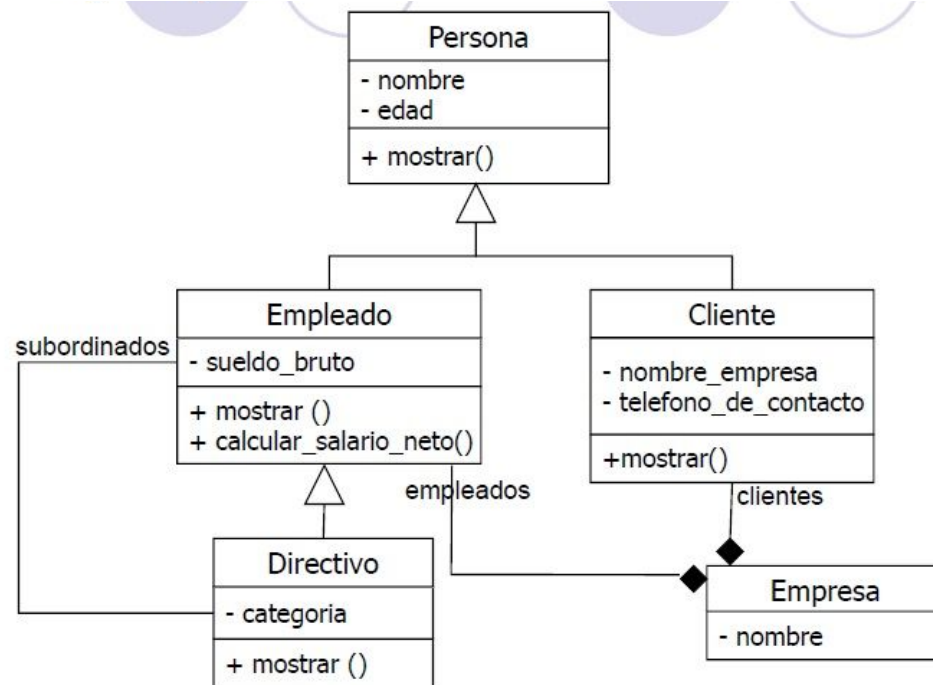 Persona
- nombre
- edad
+ mostrar()
Empleado
- sueldo_bruto
+ mostrar ()
+ calcular_salario_neto()
Cliente
- nombre_empresa
- telefono_de_contacto
+mostrar()
subordinados
empleados
clientes
Directivo
- categoria
+ mostrar ()
Empresa
- nombre